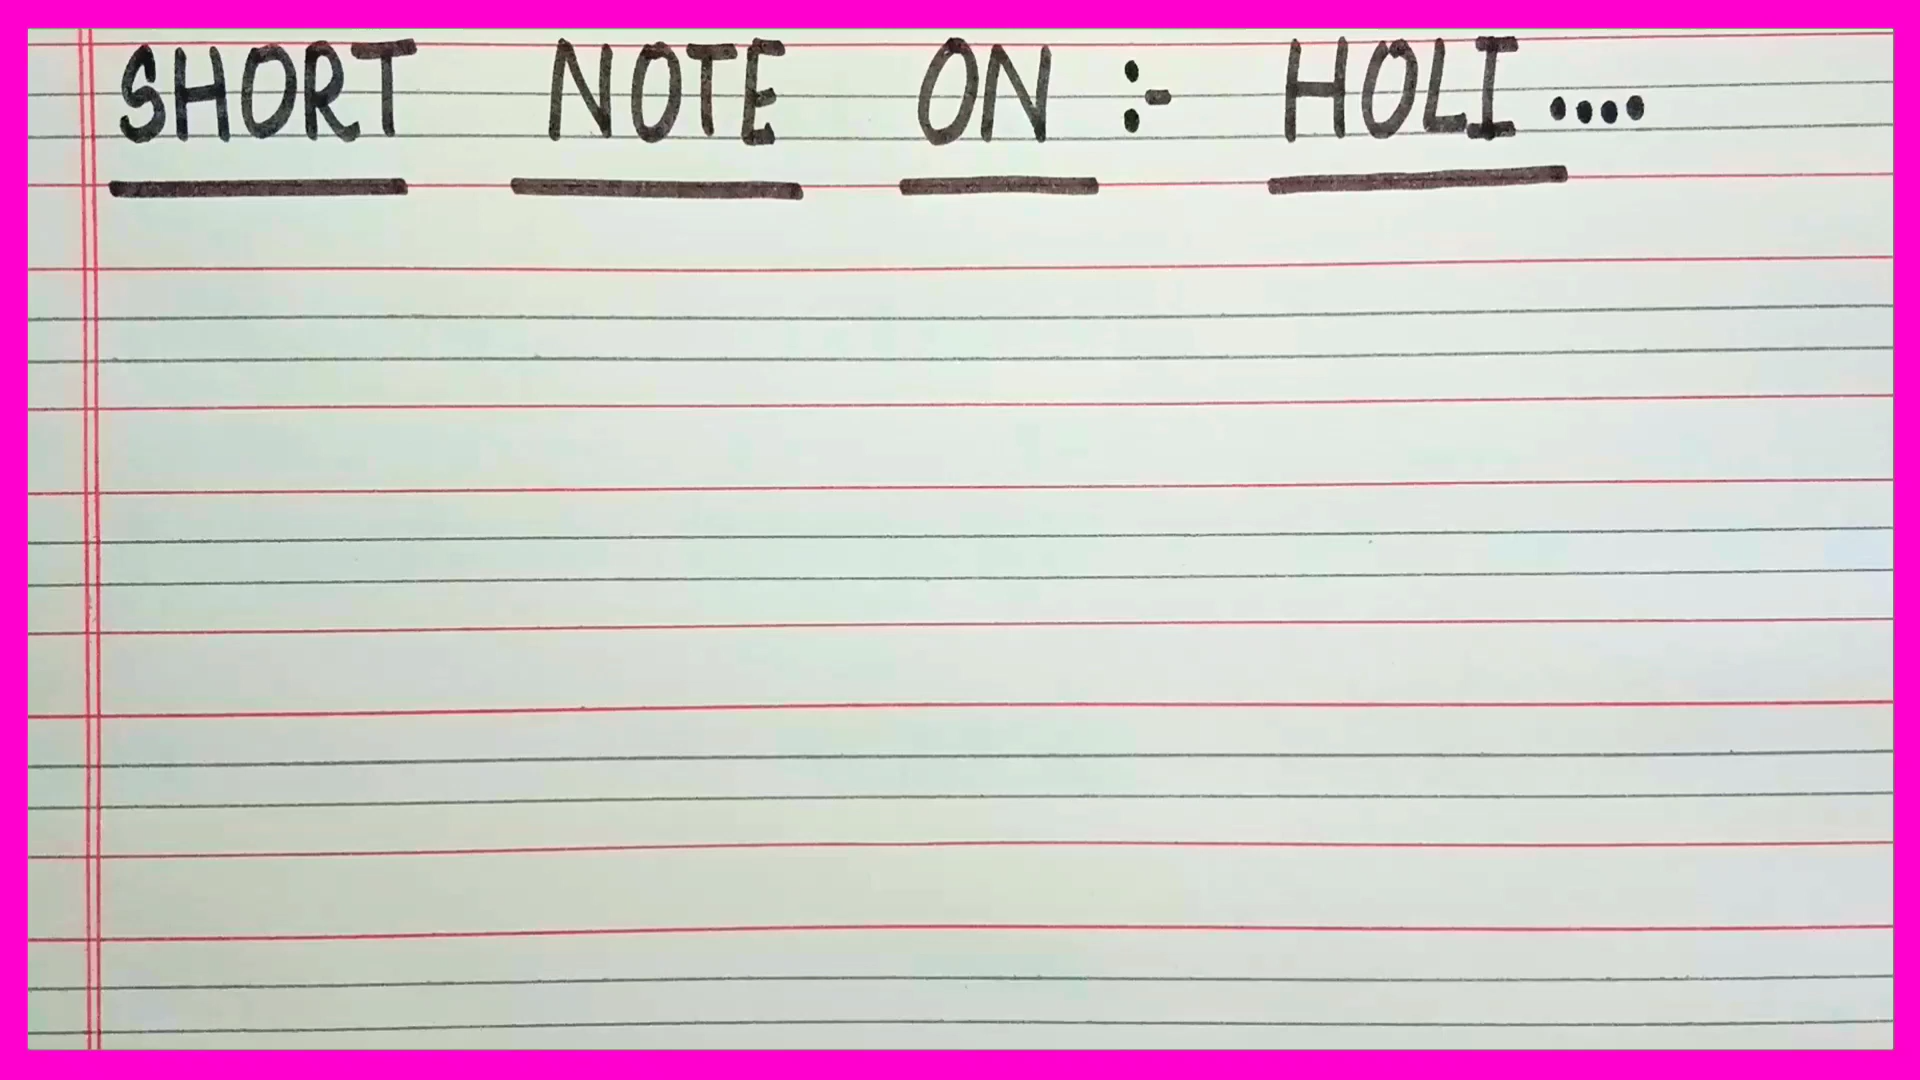 SHORT NOTE ON :- HOLI ....